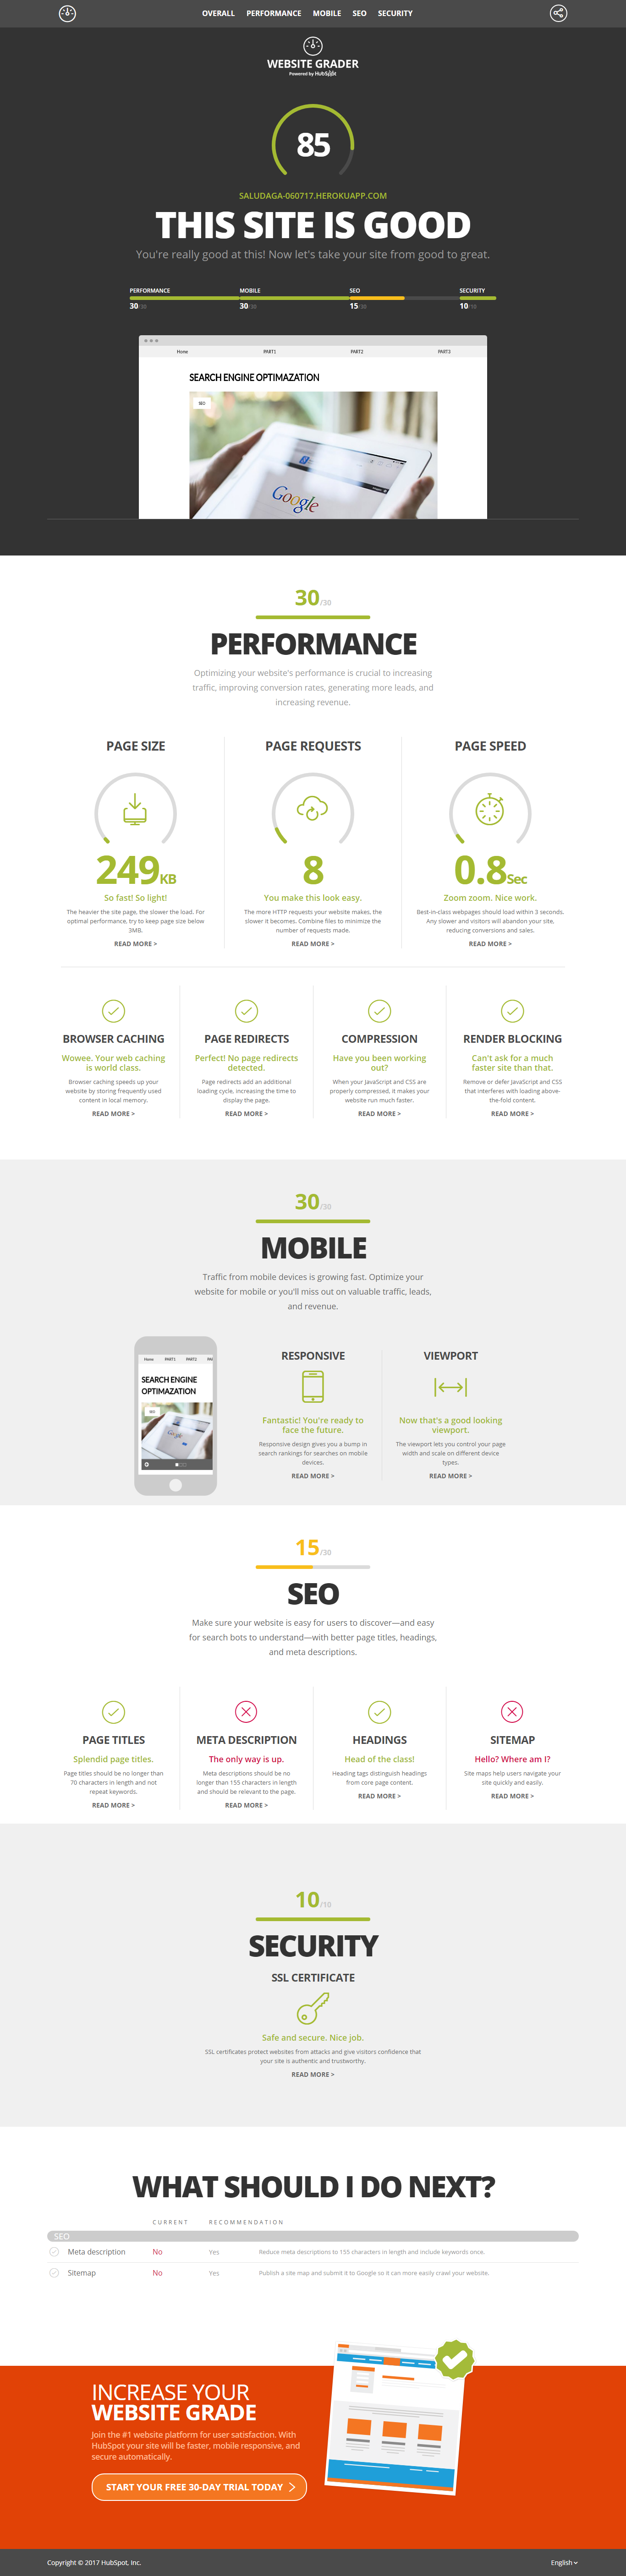 OVERALL PERFORMANCE MOBILE SEO SECURITY
WEBSITE GRADER
Powered by HubSpot
85
SALUDAGA-060717.HEROKUAPP.COM
THIS SITE IS GOOD
You're really good at this! Now let's take your site from good to great.
PERFORMANCE MOBILE SEO SECURITY
30/30 30/30 15/30 10/10
Home PART1 PART2 PART3
SEARCH ENGINE OPTIMAZATION
SEO
Google
30/30
PERFORMANCE
Optimizing your website's performance is crucial to increasing
traffic, improving conversion rates, generating more leads, and
increasing revenue.
PAGE SIZE
249KB
So fast! So light!
The heavier the site page, the slower the load. For
optimal performance, try to keep page size below
3MB.
READ MORE >
PAGE REQUESTS
8
You make this look easy.
The more HTTP requests your website makes, the
slower it becomes. Combine files to minimize the
number of requests made.
READ MORE >
PAGE SPEED
0.8Sec
Zoom zoom. Nice work.
Best-in-class webpages should load within 3 seconds.
Any slower and visitors will abandon your site,
reducing conversions and sales.
READ MORE >
BROWSER CACHING
Wowee. Your web caching
is world class.
Browser caching speeds up your
website by storing frequently used
content in local memory.
READ MORE >
PAGE REDIRECTS
Perfect! No page redirects
detected.
Page redirects add an additional
loading cycle, increasing the time to
display the page.
READ MORE >
COMPRESSION
Have you been working
out?
When your JavaScript and CSS are
properly compressed, it makes your
website run much faster.
READ MORE >
RENDER BLOCKING
Can't ask for a much
faster site than that.
Remove or defer JavaScript and CSS
that interferes with loading above-
the-fold content.
READ MORE >
30/30
MOBILE
Traffic from mobile devices is growing fast. Optimize your
website for mobile or you'll miss out on valuable traffic, leads,
and revenue.
Home PART1 PART2 PA
SEARCH ENGINE
OPTIMAZATION
SEO
Google
RESPONSIVE
Fantastic! You're ready to
face the future.
Responsive design gives you a bump in
search rankings for searches on mobile
devices.
READ MORE >
VIEWPORT
Now that's a good looking
viewport.
The viewport lets you control your page
width and scale on different device
types.
READ MORE >
15/30
SEO
Make sure your website is easy for users to discover—and easy
for search bots to understand—with better page titles, headings,
and meta descriptions.
PAGE TITLES
Splendid page titles.
Page titles should be no longer than
70 characters in length and not
repeat keywords.
READ MORE >
META DESCRIPTION
The only way is up.
Meta descriptions should be no
longer than 155 characters in length
and should be relevant to the page.
READ MORE >
HEADINGS
Head of the class!
Heading tags distinguish headings
from core page content.
READ MORE >
SITEMAP
Hello? Where am I?
Site maps help users navigate your
site quickly and easily.
READ MORE >
10/10
SECURITY
SSL CERTIFICATE
Safe and secure. Nice job.
SSL certificates protect websites from attacks and give visitors confidence that
your site is authentic and trustworthy.
READ MORE >
WHAT SHOULD I DO NEXT?
CURRENT RECOMMENDATION
SEO
Meta description No Yes Reduce meta descriptions to 155 characters in length and include keywords once.
Sitemap No Yes Publish a site map and submit it to Google so it can more easily crawl your website.
INCREASE YOUR
WEBSITE GRADE
Join the #1 website platform for user satisfaction. With
HubSpot your site will be faster, mobile responsive, and
secure automatically.
START YOUR FREE 30-DAY TRIAL TODAY >
Copyright © 2017 HubSpot, Inc. English